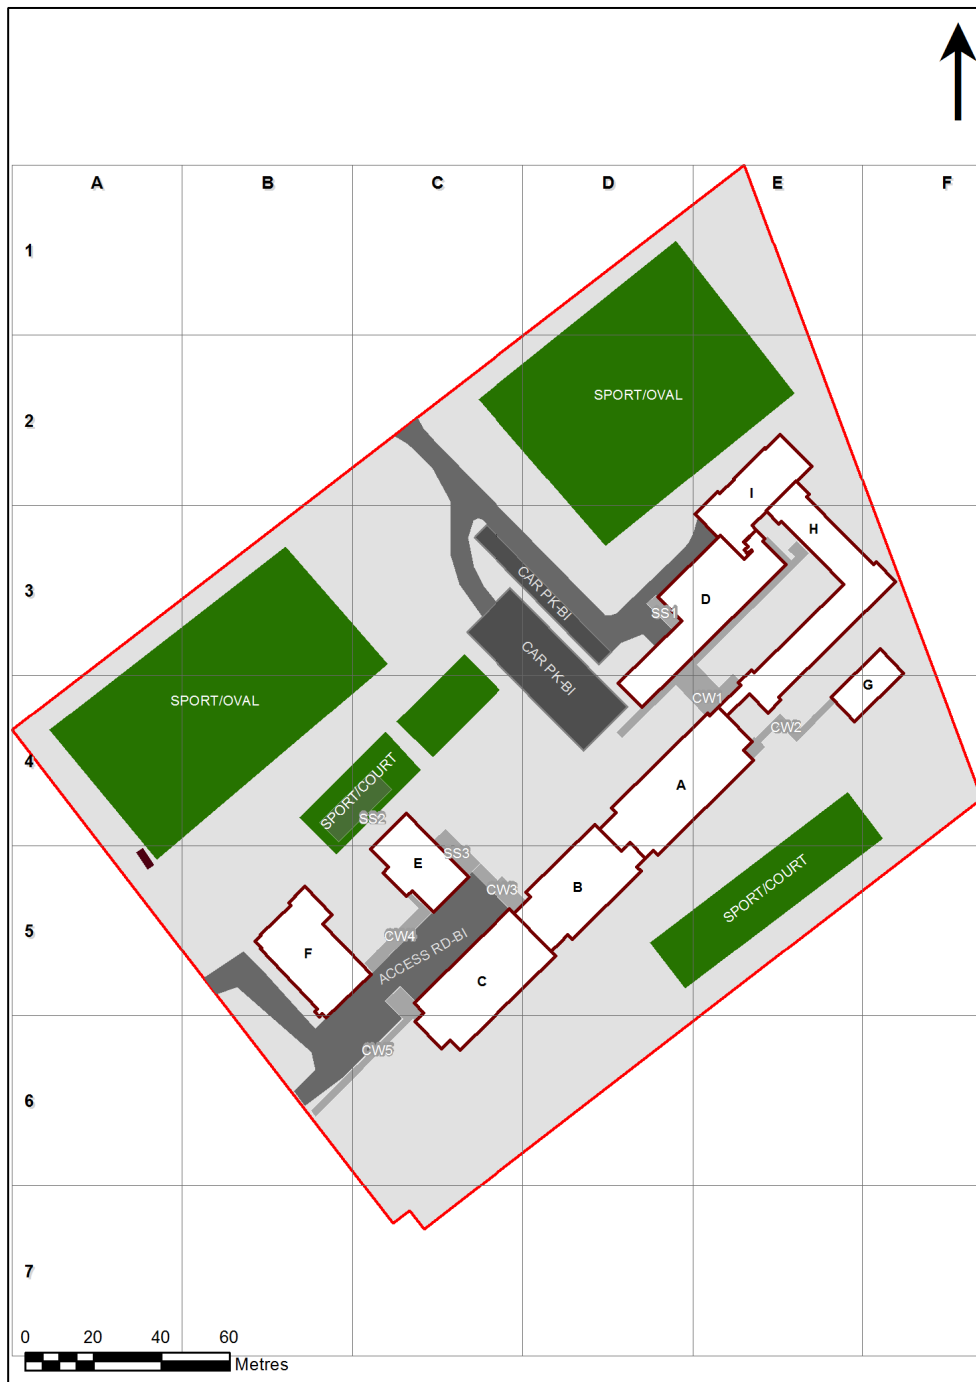 A B C D E F
1
SPORT/OVAL
2
I
H
3
CAR PK-BI
D
SS1
CAR PK-BI
G
SPORT/OVAL
CW1
CW2
4
SPORT/COURT
A
SS2
SS3
E
SPORT/COURT
B
CW3
5
CW4
ACCESS RD-BI
F
C
CW5
6
7
0 20 40 60
Metres